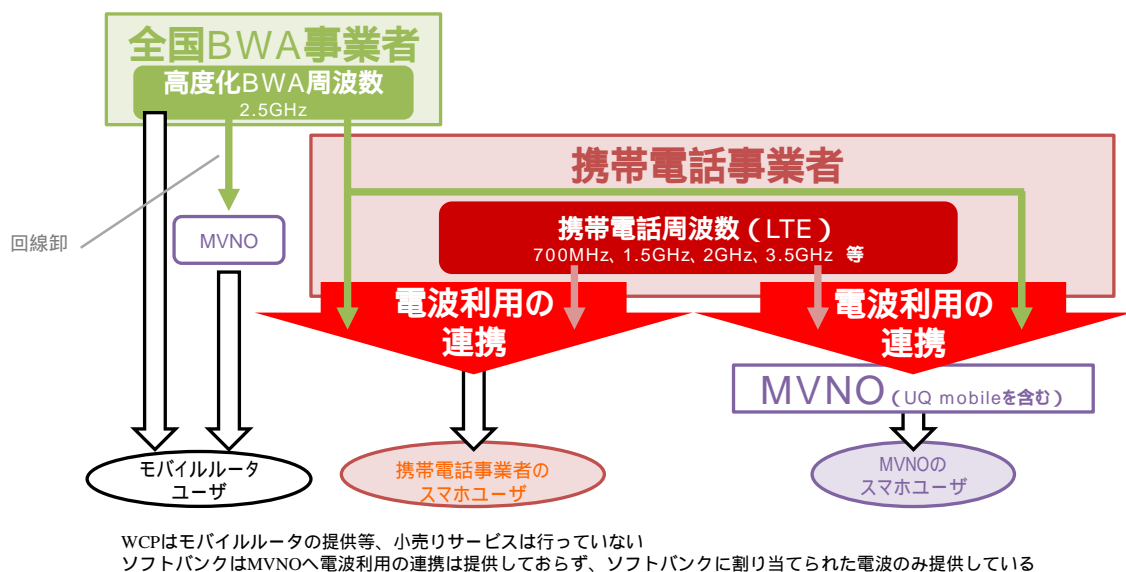 全国BWA事業者
高度化BWA周波数
2.5GHz
携帯電話事業者
携帯電話周波数（LTE）
700MHz、1.5GHz、2GHz、3.5GHz 等
回線卸
MVNO
電波利用の
連携
電波利用の
連携
MVNO（UQ mobileを含む）
モバイルルータ
ユーザ
携帯電話事業者の
スマホユーザ
MVNOの
スマホユーザ
WCPはモバイルルータの提供等、小売りサービスは行っていない
ソフトバンクはMVNOへ電波利用の連携は提供しておらず、ソフトバンクに割り当てられた電波のみ提供している